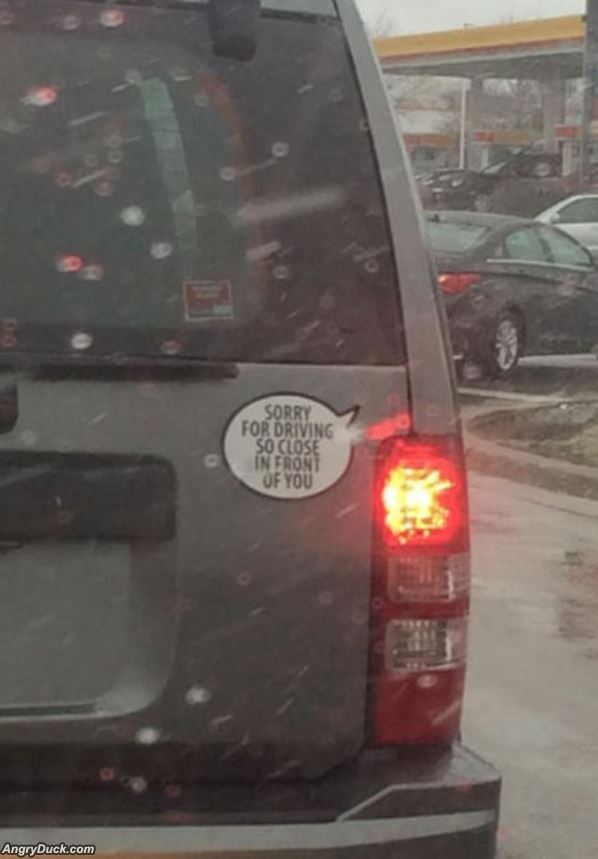 SORRY
FOR DRIVING
SO CLOSE
IN FRONT
OF YOU
AngryDuck.com